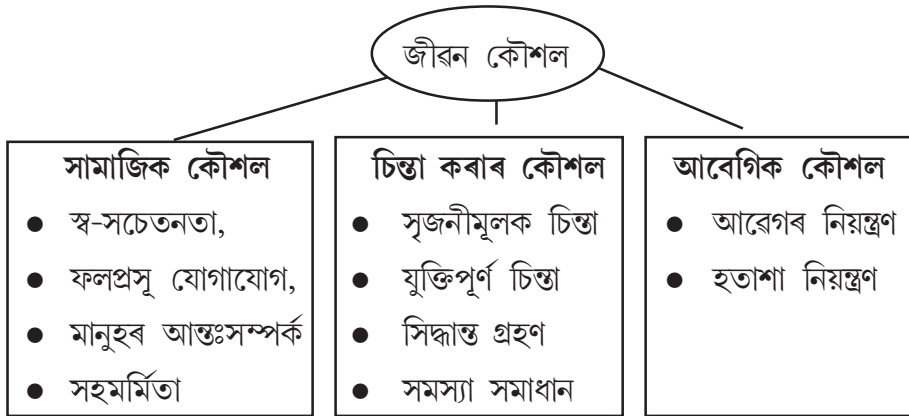 জীৱন কৌশল
সামাজিক কৌশল
● স্ব-সচেতনতা,
● ফলপ্রসূ যোগাযোগ,
● মানুহৰ আন্তঃসম্পৰ্ক
● সহমৰ্মিতা
চিন্তা কৰাৰ কৌশল
● সৃজনীমূলক চিন্তা
● যুক্তিপূৰ্ণ চিন্তা
● সিদ্ধান্ত গ্ৰহণ
● সমস্যা সমাধান
আবেগিক কৌশল
● আৱেগৰ নিয়ন্ত্ৰণ
● হতাশা নিয়ন্ত্ৰণ